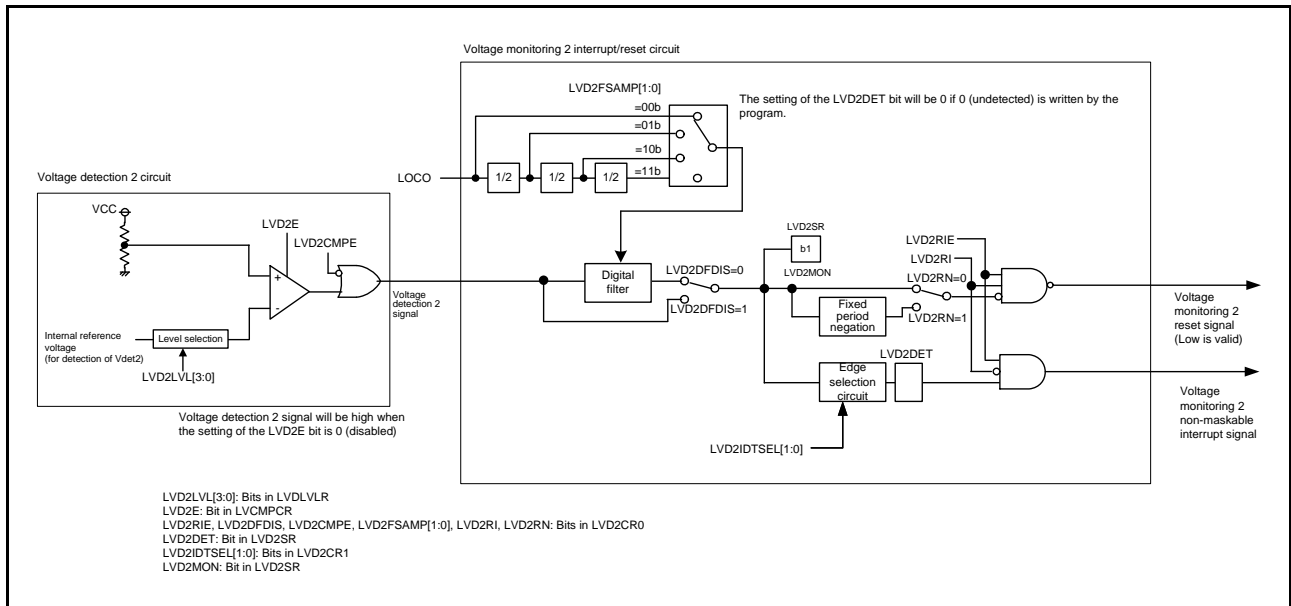 Voltage monitoring 2 interrupt/reset circuit
LVD2FSAMP[1:0]
The setting of the LVD2DET bit will be 0 if 0 (undetected) is written by the
program.
=00b
=01b
=10b
=11b
LOCO
1/2
1/2
1/2
Voltage detection 2 circuit
VCC
LVD2E
LVD2CMPE
+
-
Internal reference
voltage
(for detection of Vdet2)
Level selection
LVD2LVL[3:0]
Voltage detection 2 signal will be high when
the setting of the LVD2E bit is 0 (disabled)
Voltage
detection 2
signal
Digital
filter
LVD2DFDIS=0
LVD2DFDIS=1
LVD2SR
b1
LVD2MON
Fixed
period
negation
LVD2RIE
LVD2RI
LVD2RN=0
LVD2RN=1
LVD2DET
Edge
selection
circuit
LVD2IDTSEL[1:0]
Voltage
monitoring 2
reset signal
(Low is valid)
Voltage
monitoring 2
non-maskable
interrupt signal
LVD2LVL[3:0]: Bits in LVDLVLR
LVD2E: Bit in LVCMPCR
LVD2RIE, LVD2DFDIS, LVD2CMPE, LVD2FSAMP[1:0], LVD2RI, LVD2RN: Bits in LVD2CR0
LVD2DET: Bit in LVD2SR
LVD2IDTSEL[1:0]: Bits in LVD2CR1
LVD2MON: Bit in LVD2SR